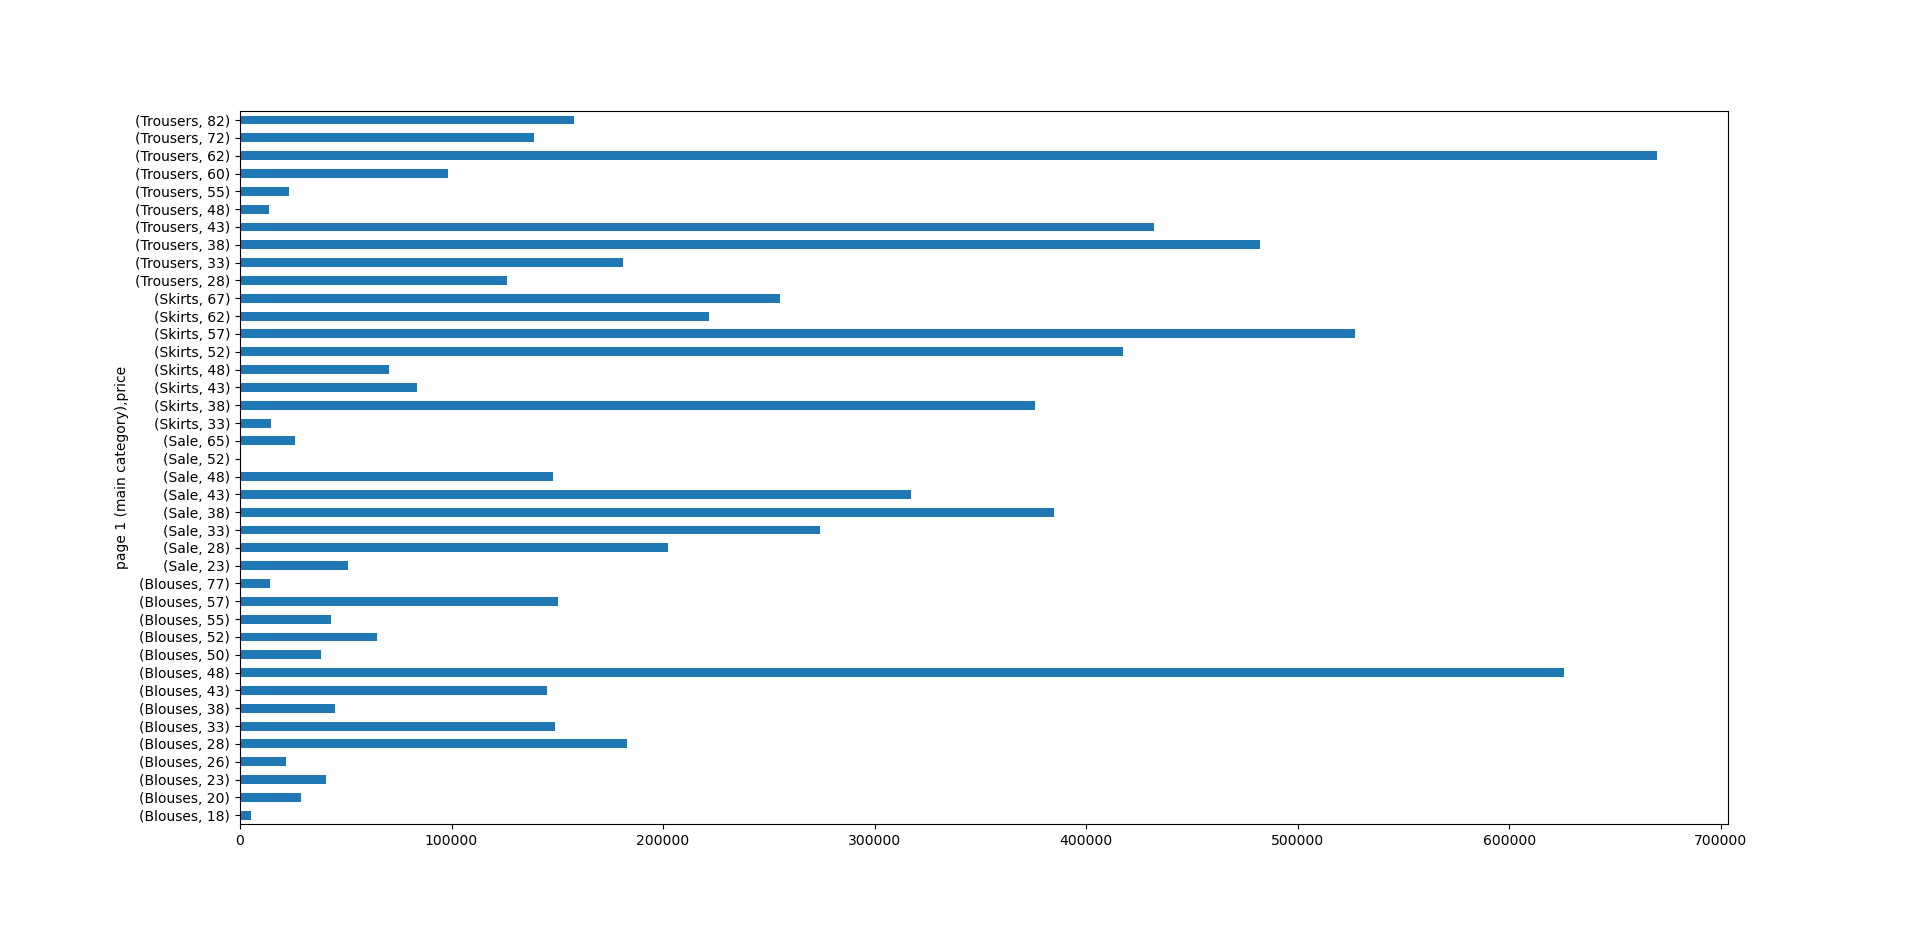 (Trousers, 82)
(Trousers, 72)
(Trousers, 62)
(Trousers, 60)
(Trousers, 55)
(Trousers, 48)
(Trousers, 43)
(Trousers, 38)
(Trousers, 33)
(Trousers, 28)
(Skirts, 67)
(Skirts, 62)
(Skirts, 57)
(Skirts, 52)
(Skirts, 48)
(Skirts, 43)
(Skirts, 38)
(Skirts, 33)
(Sale, 65)
(Sale, 52)
(Sale, 48)
(Sale, 43)
(Sale, 38)
(Sale, 33)
(Sale, 28)
(Sale, 23)
(Blouses, 77)
(Blouses, 57)
(Blouses, 55)
(Blouses, 52)
(Blouses, 50)
(Blouses, 48)
(Blouses, 43)
(Blouses, 38)
(Blouses, 33)
(Blouses, 28)
(Blouses, 26)
(Blouses, 23)
(Blouses, 20)
(Blouses, 18)
page 1 (main category),price
0 100000 200000 300000 400000 500000 600000 700000